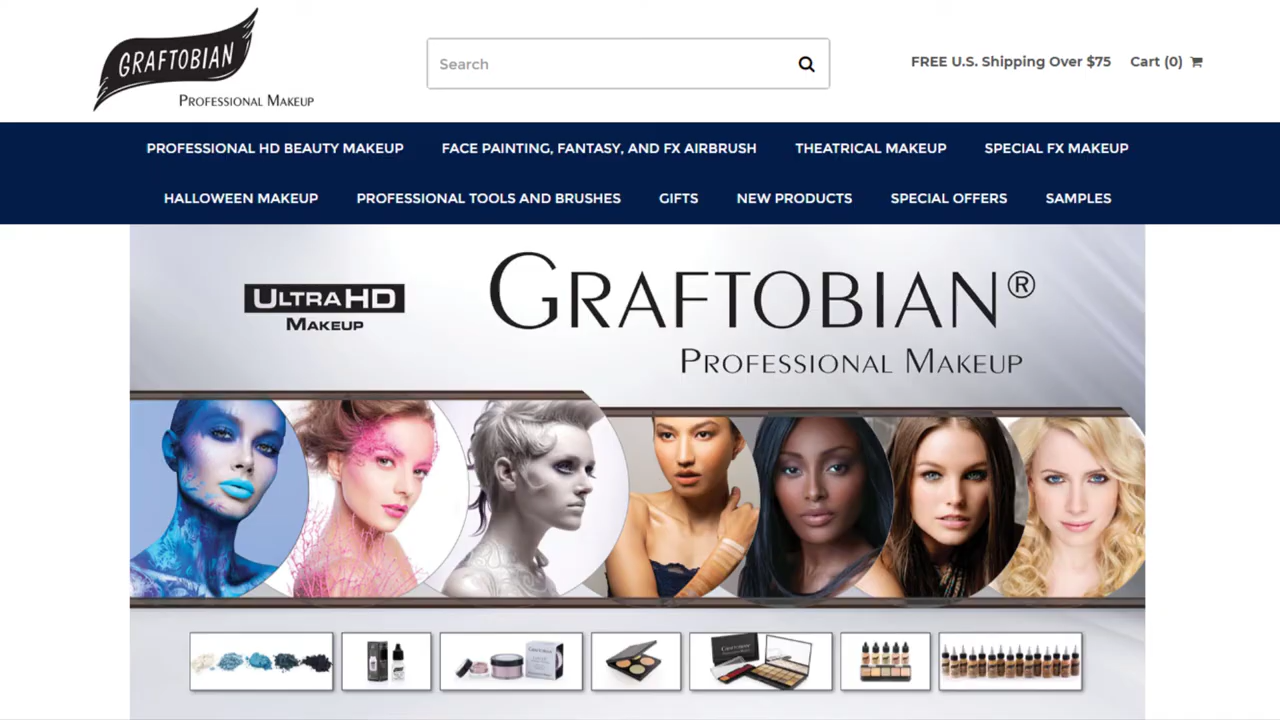 GRAFTOBIAN
PROFESSIONAL MAKEUP
Search
FREE U.S. Shipping Over $75 Cart (0)
PROFESSIONAL HD BEAUTY MAKEUP FACE PAINTING, FANTASY, AND FX AIRBRUSH THEATRICAL MAKEUP SPECIAL FX MAKEUP
HALLOWEEN MAKEUP PROFESSIONAL TOOLS AND BRUSHES GIFTS NEW PRODUCTS SPECIAL OFFERS SAMPLES
ULTRA HD
MAKEUP
GRAFTOBIAN®
PROFESSIONAL MAKEUP
GRAFTOBIAN